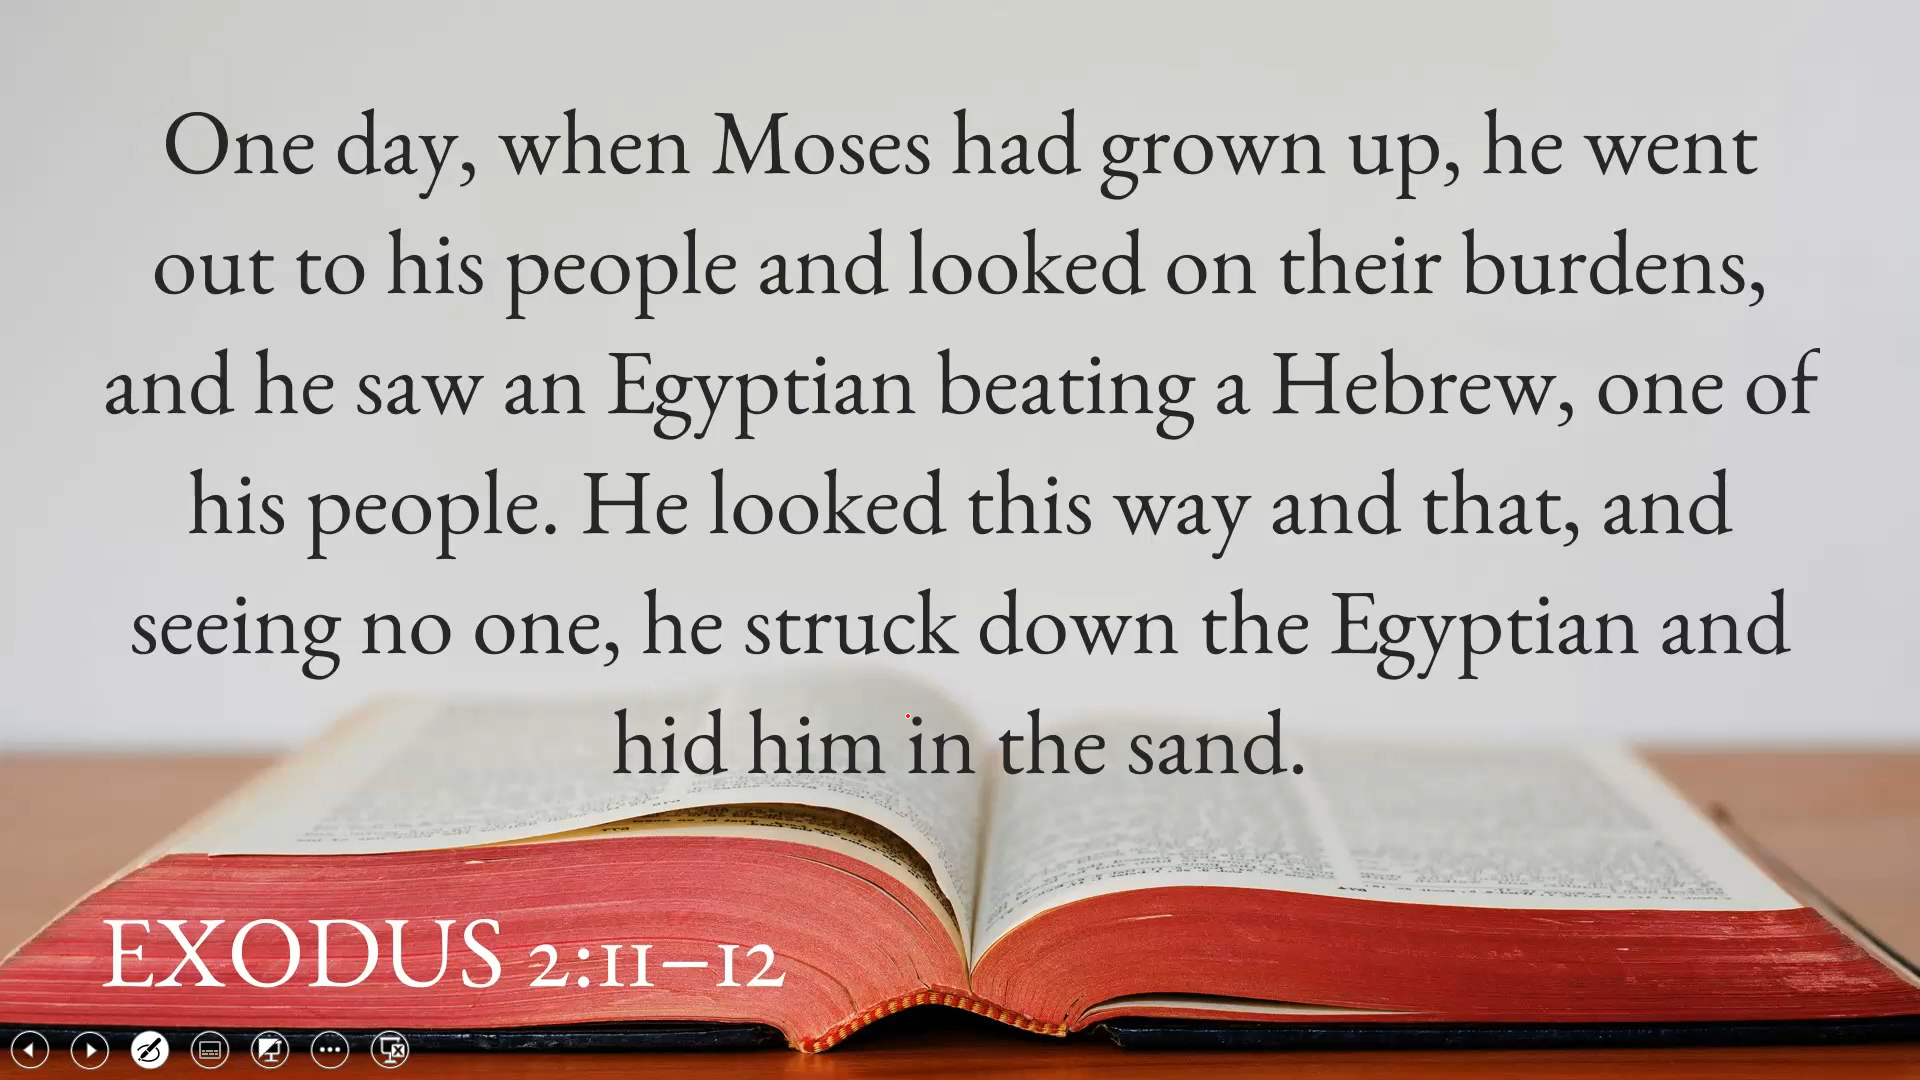 One day, when Moses had grown up, he went
out to his people and looked on their burdens,
and he saw an Egyptian beating a Hebrew, one of
his people. He looked this way and that, and
seeing no one, he struck down the Egyptian and
hid him in the sand.
EXODUS 2:11–12